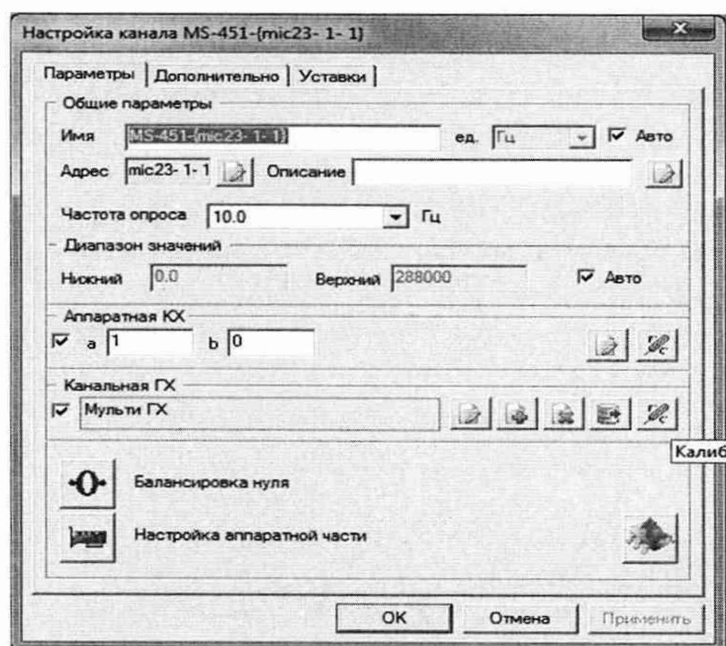 Настройка канала MS-451-{mic23- 1- 1}
Параметры Дополнительно Уставки
Общие параметры
Имя MS-451-{mic23- 1- 1} ед. Гц Авто
Адрес mic23- 1- 1 Описание
Частота опроса 10.0 Гц
Диапазон значений
Нижний 0.0 Верхний 288000 Авто
Аппаратная КХ
a 1 b 0
Канальная ГХ
Мульти ГХ
Калиб
Балансировка нуля
Настройка аппаратной части
OK Отмена Применить